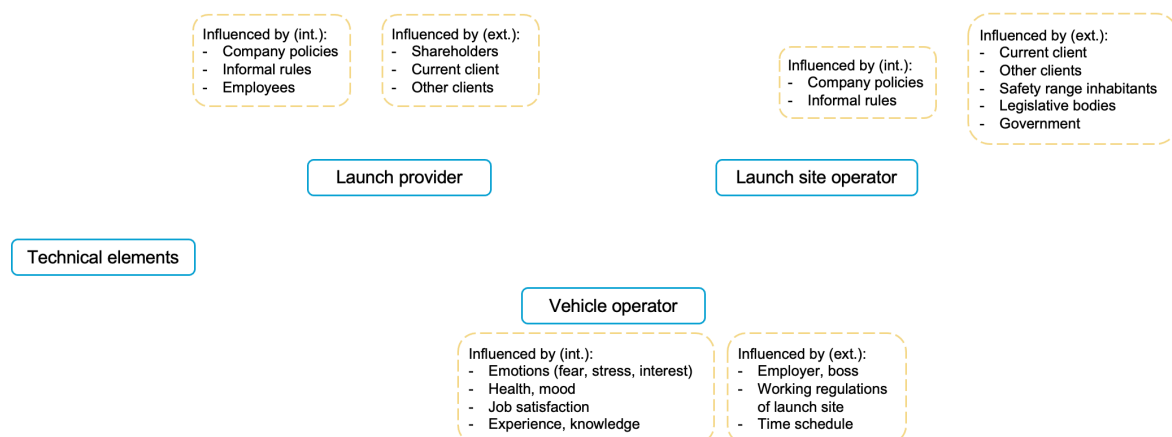 Influenced by (int.):
- Company policies
- Informal rules
- Employees
Influenced by (ext.):
- Shareholders
- Current client
- Other clients
Influenced by (int.):
- Company policies
- Informal rules
Influenced by (ext.):
- Current client
- Other clients
- Safety range inhabitants
- Legislative bodies
- Government
Launch provider
Launch site operator
Technical elements
Vehicle operator
Influenced by (int.):
- Emotions (fear, stress, interest)
- Health, mood
- Job satisfaction
- Experience, knowledge
Influenced by (ext.):
- Employer, boss
- Working regulations
of launch site
- Time schedule